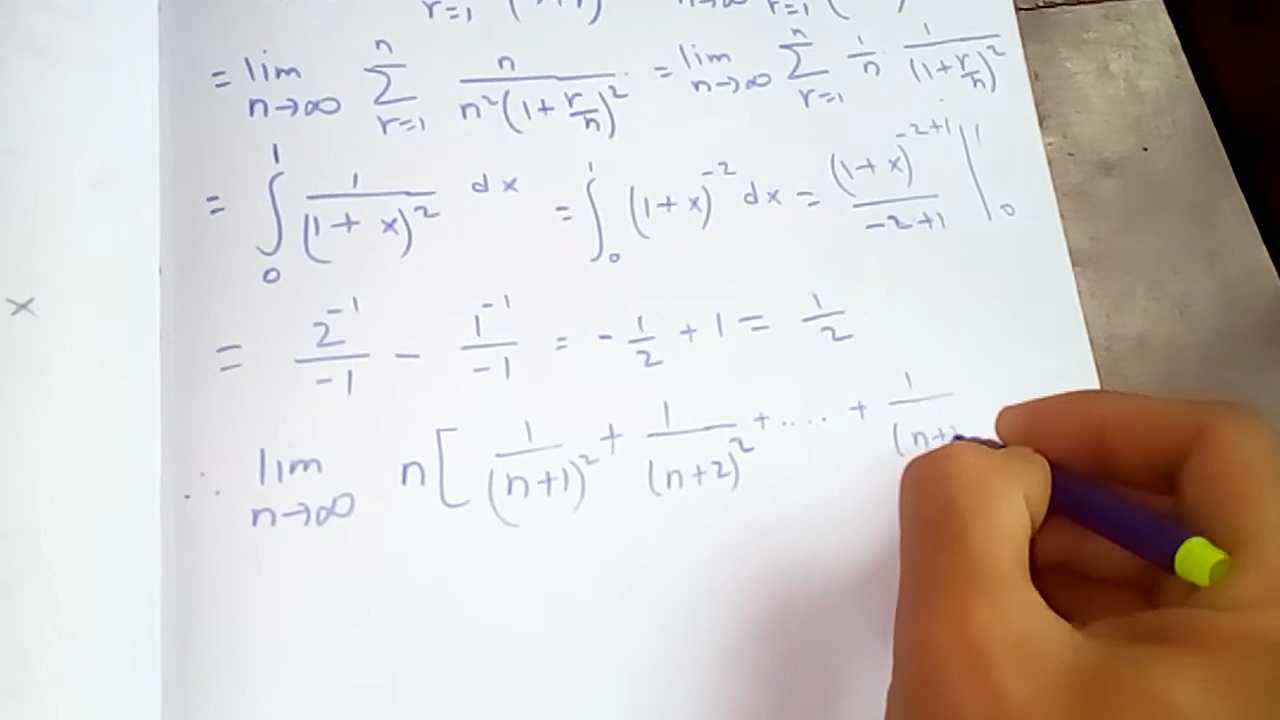 r=1 r=1
= lim n→∞ n Σ r=1 n/n²(1+r/n)² = lim n→∞ n Σ r=1 1/n · 1/(1+r/n)²
= ∫₀¹ 1/(1+x)² dx = ∫₀¹ (1+x)⁻² dx = (1+x)⁻²⁺¹/-2+1 |₀¹
= 2⁻¹/-1 - 1⁻¹/-1 = -1/2 + 1 = 1/2
∴ lim n→∞ n[1/(n+1)² + 1/(n+2)² + .... + 1/(n+
×